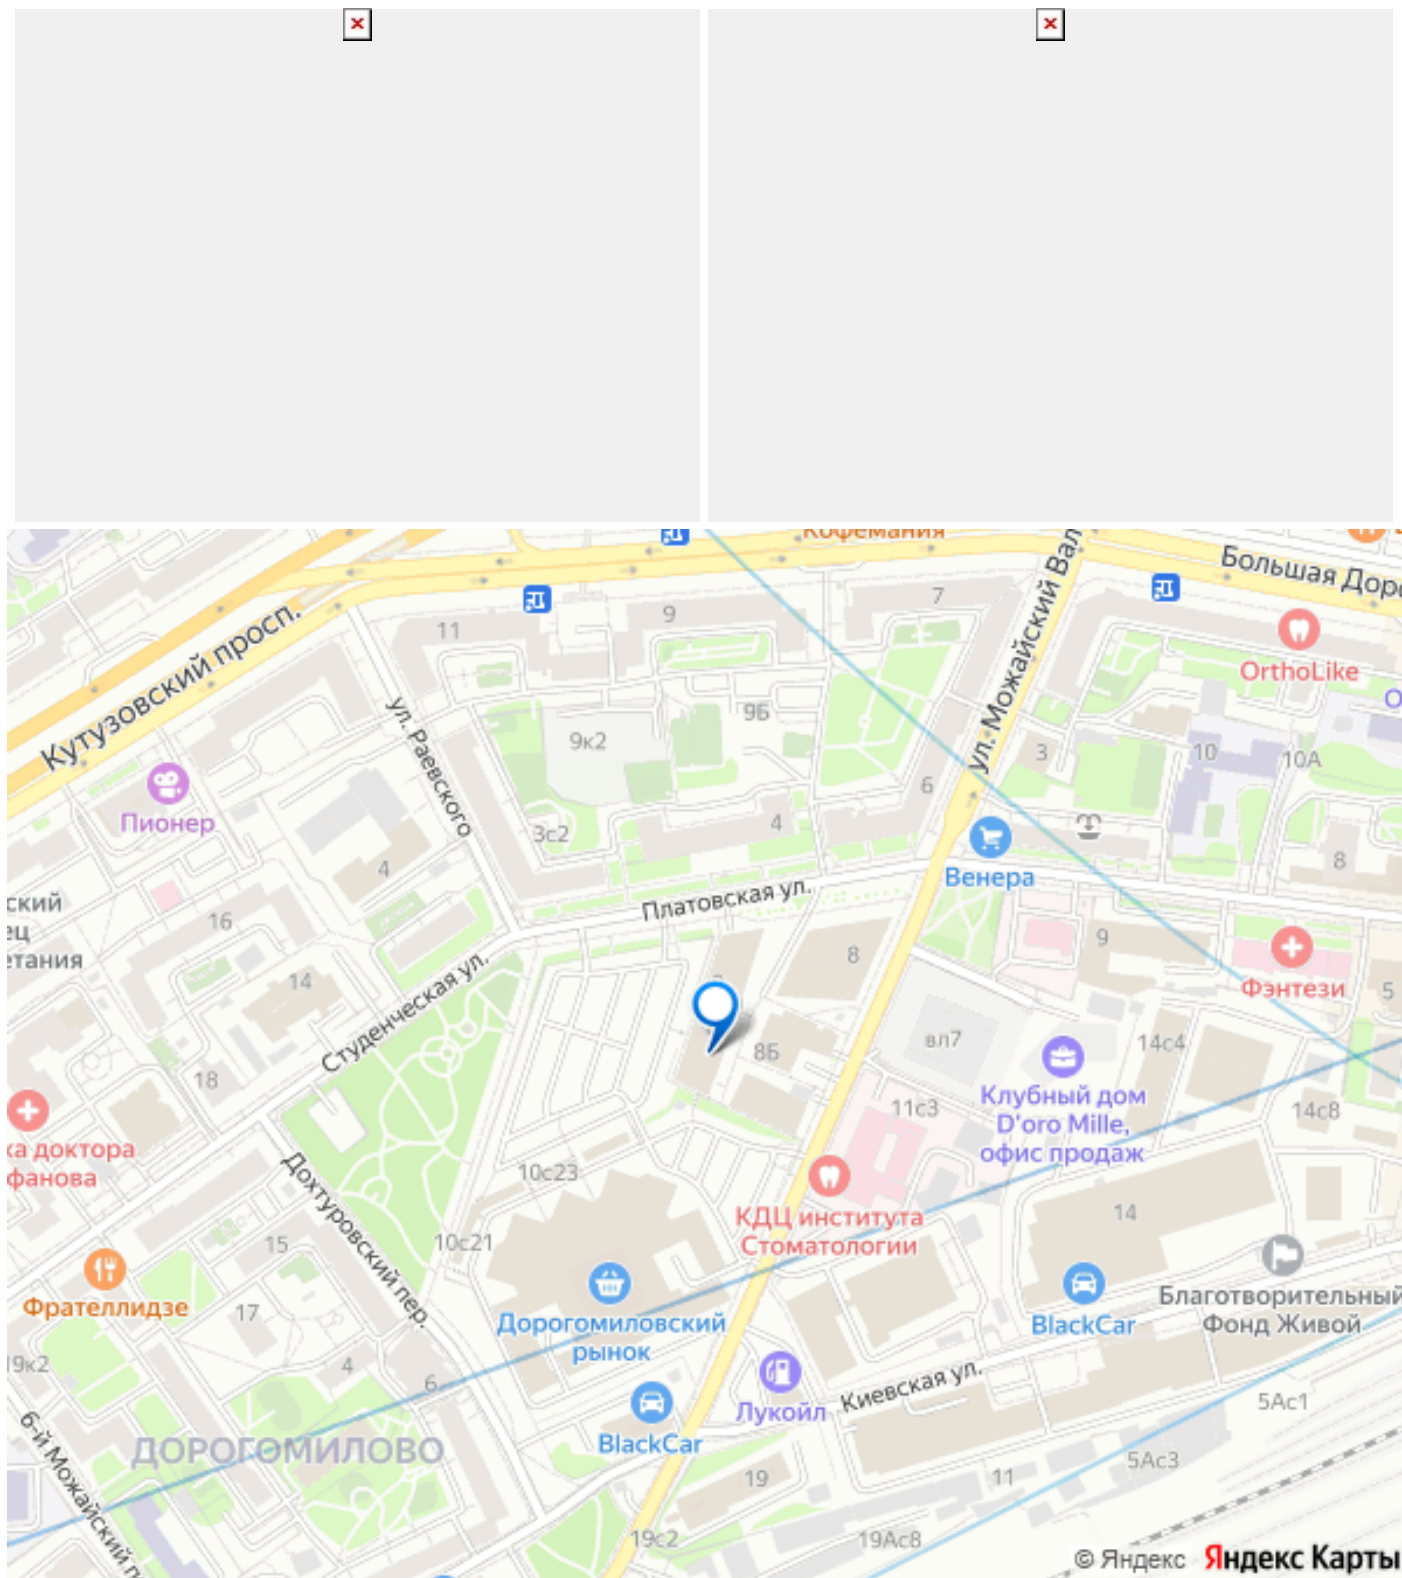 Кофемания
Большая Доро
ул. Можайский Вал
7
9
11
OrthoLike
Кутузовский просп.
ул. Раевского
9Б
9к2
3
10
10А
6
Пионер
3с2
4
4
8
Венера
Платовская ул.
ский
16
ец
9
етания
8
14
Студенческая ул.
Фэнтези
5
8Б
вл7
14с4
18
Клубный дом
D'oro Mille,
офис продаж
11с3
14с8
ка доктора
фанова
10с23
Дохтуровский пер.
КДЦ института
Стоматологии
14
10с21
15
Фрателлидзе
17
Дорогомиловский
рынок
BlackCar
Благотворительный
Фонд Живой
19к2
4
6
Лукойл
Киевская ул.
5Ас1
6-й Можайский п
ДОРОГОМИЛОВО
BlackCar
5Ас3
19
11
19с2
19Ас8
© Яндекс Яндекс Карты